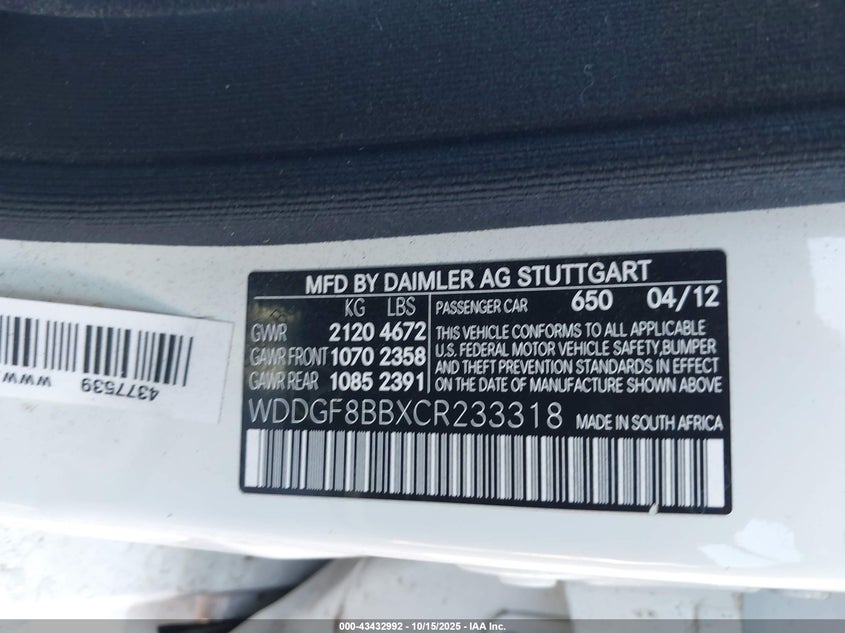 MFD BY DAIMLER AG STUTTGART
KG LBS
GVWR 2120 4672
GAWR FRONT 1070 2358
GAWR REAR 1085 2391
PASSENGER CAR 650 04/12
THIS VEHICLE CONFORMS TO ALL APPLICABLE
U.S. FEDERAL MOTOR VEHICLE SAFETY,BUMPER
AND THEFT PREVENTION STANDARDS IN EFFECT
ON THE DATE OF MANUFACTURE SHOWN ABOVE
WDDGF8BBXCR233318 MADE IN SOUTH AFRICA
4377539
www
000-43432992 - 10/15/2025 - IAA Inc.